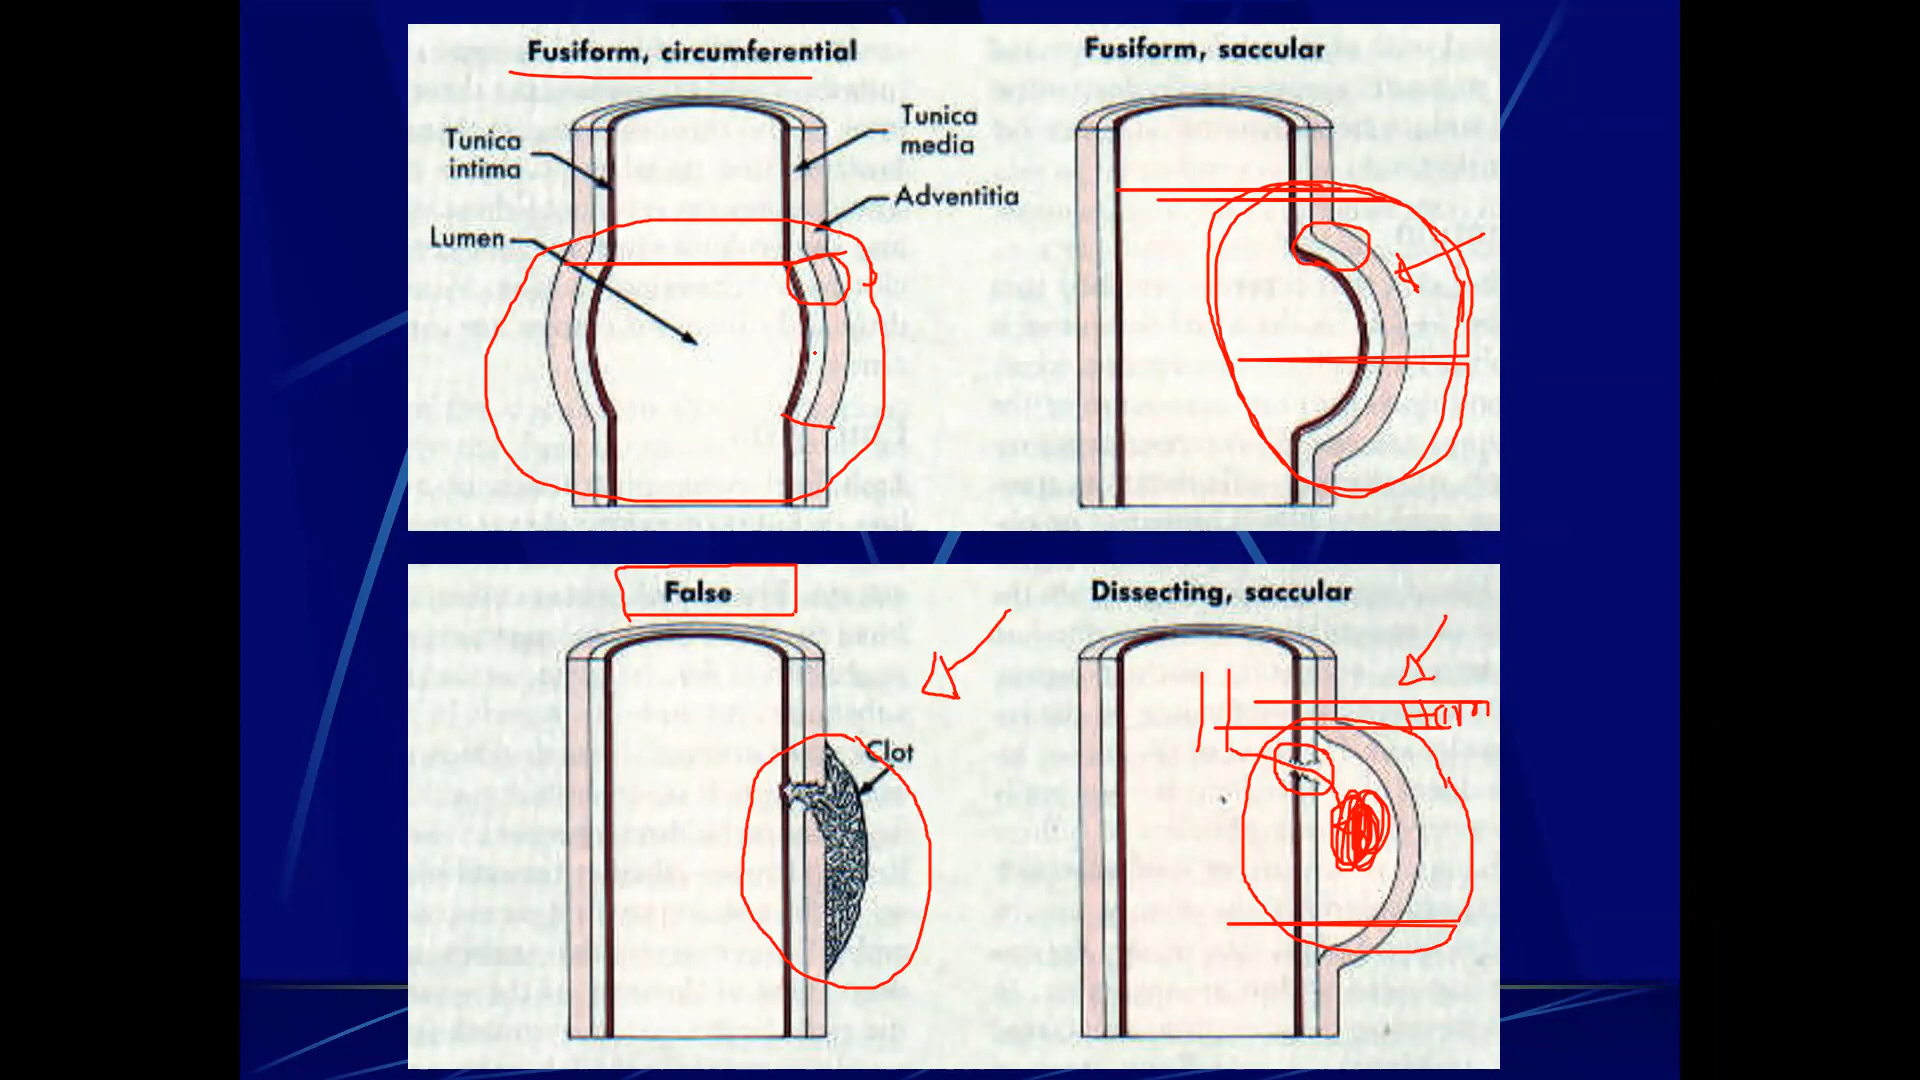 Fusiform, circumferential
Fusiform, saccular
Tunica
intima
Tunica
media
Adventitia
Lumen
False
Dissecting, saccular
Clot